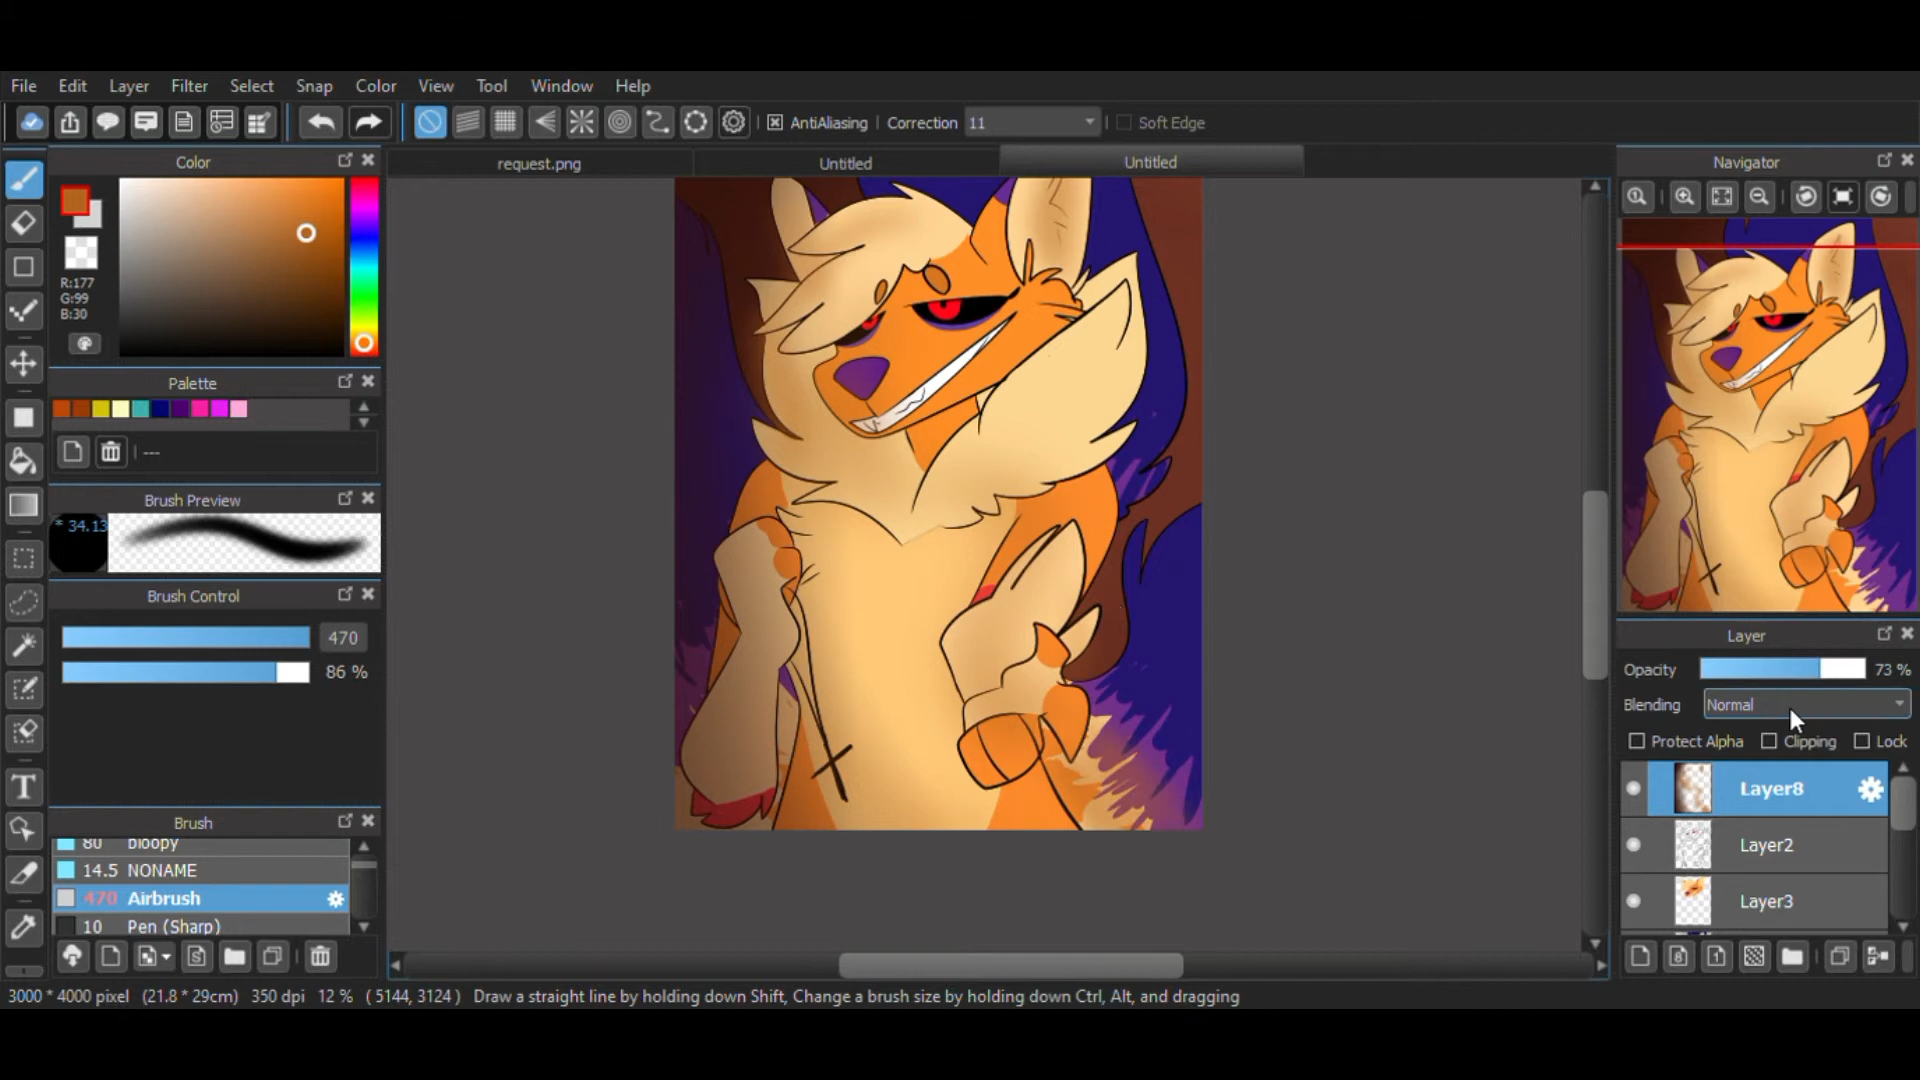 File Edit Layer Filter Select Snap Color View Tool Window Help
AntiAliasing Correction 11 Soft Edge
Color
request.png Untitled Untitled
Navigator
R:177
G:99
B:30
Palette
---
Brush Preview
* 34.13
Brush Control
470
86 %
Brush
80 bloopy
14.5 NONAME
470 Airbrush
10 Pen (Sharp)
Layer
Opacity 73 %
Blending Normal
Protect Alpha Clipping Lock
Layer8
Layer2
Layer3
3000 * 4000 pixel (21.8 * 29cm) 350 dpi 12 % ( 5144, 3124 ) Draw a straight line by holding down Shift, Change a brush size by holding down Ctrl, Alt, and dragging